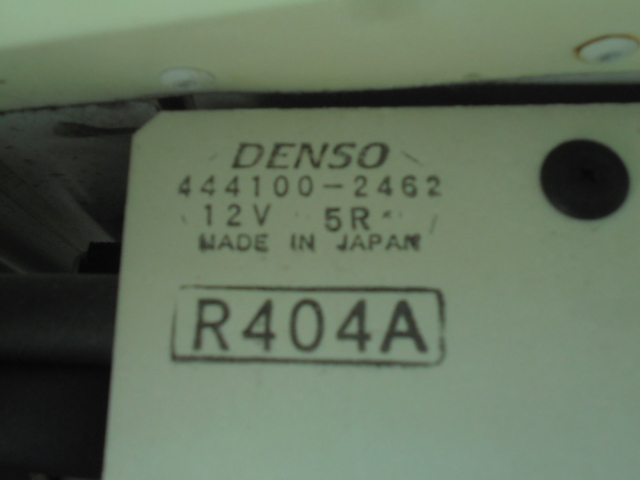 DENSO
444100-2462
12V 5R
MADE IN JAPAN
R404A